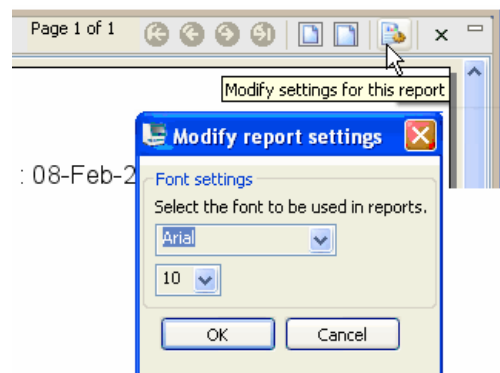 Page 1 of 1
Modify settings for this report
Modify report settings
: 08-Feb-2
Font settings
Select the font to be used in reports.
Arial
10
OK
Cancel